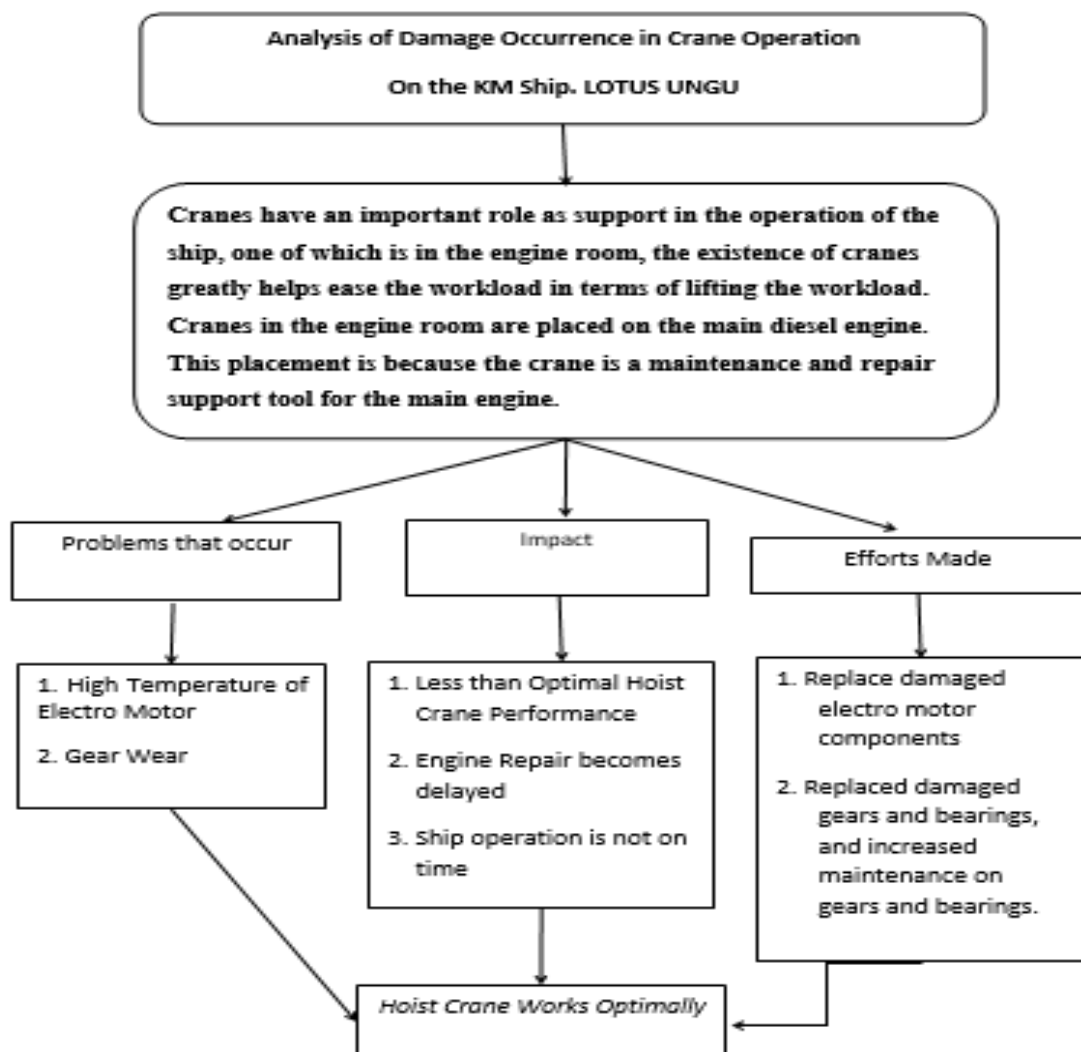 Analysis of Damage Occurrence in Crane Operation
On the KM Ship. LOTUS UNGU
Cranes have an important role as support in the operation of the
ship, one of which is in the engine room, the existence of cranes
greatly helps ease the workload in terms of lifting the workload.
Cranes in the engine room are placed on the main diesel engine.
This placement is because the crane is a maintenance and repair
support tool for the main engine.
Problems that occur
Impact
Efforts Made
1. High Temperature of
Electro Motor
2. Gear Wear
1. Less than Optimal Hoist
Crane Performance
2. Engine Repair becomes
delayed
3. Ship operation is not on
time
1. Replace damaged
electro motor
components
2. Replaced damaged
gears and bearings,
and increased
maintenance on
gears and bearings.
Hoist Crane Works Optimally